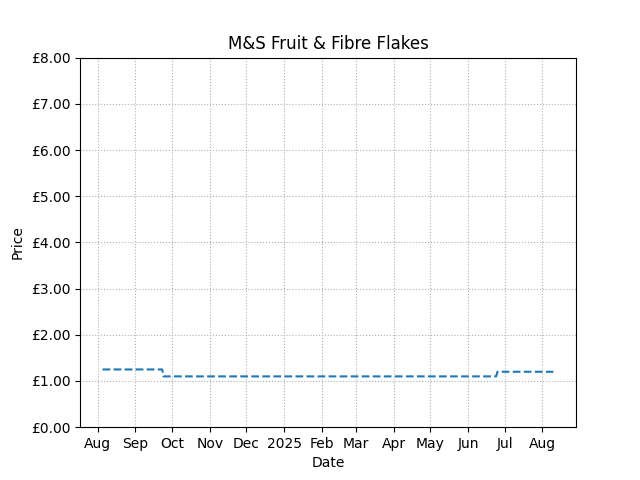 M&S Fruit & Fibre Flakes
£8.00
£7.00
£6.00
£5.00
£4.00
£3.00
£2.00
£1.00
£0.00
Price
Aug Sep Oct Nov Dec 2025 Feb Mar Apr May Jun Jul Aug
Date